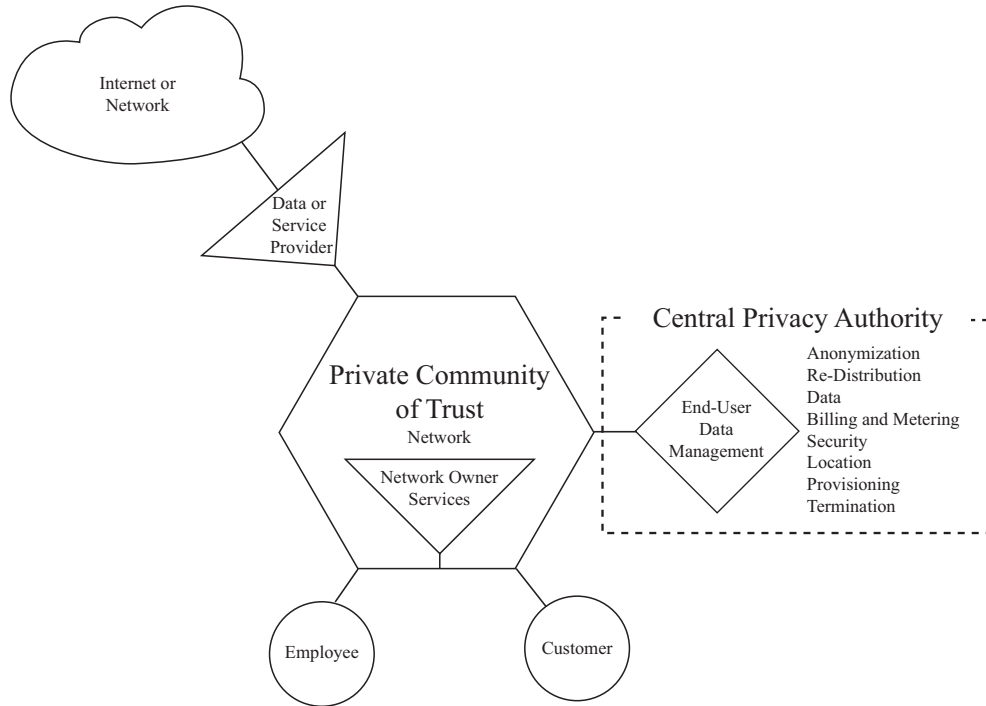 Internet or
Network
Data or
Service
Provider
Private Community
of Trust
Network
Network Owner
Services
Central Privacy Authority
End-User
Data
Management
Anonymization
Re-Distribution
Data
Billing and Metering
Security
Location
Provisioning
Termination
Employee
Customer